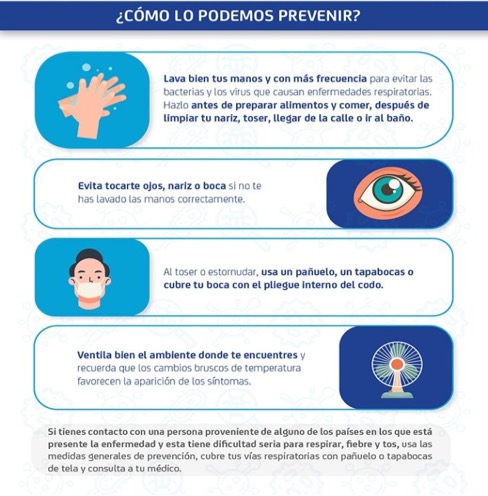 ¿CÓMO LO PODEMOS PREVENIR?
Lava bien tus manos y con más frecuencia para evitar las
bacterias y los virus que causan enfermedades respiratorias.
Hazlo antes de preparar alimentos y comer, después de
limpiar tu nariz, toser, llegar de la calle o ir al baño.
Evita tocarte ojos, nariz o boca si no te
has lavado las manos correctamente.
Al toser o estornudar, usa un pañuelo, un tapabocas o
cubre tu boca con el pliegue interno del codo.
Ventila bien el ambiente donde te encuentres y
recuerda que los cambios bruscos de temperatura
favorecen la aparición de los síntomas.
Si tienes contacto con una persona proveniente de alguno de los países en los que está
presente la enfermedad y esta tiene dificultad seria para respirar, fiebre y tos, usa las
medidas generales de prevención, cubre tus vías respiratorias con pañuelo o tapabocas
de tela y consulta a tu médico.